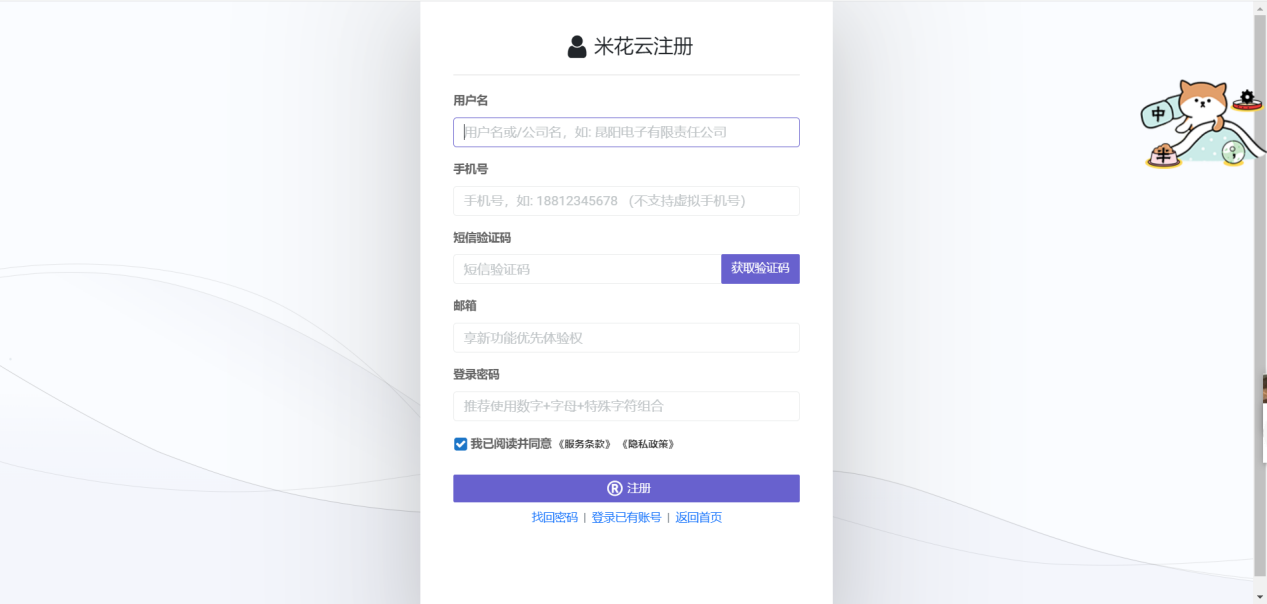 米花云注册
用户名
用户名或/公司名，如: 昆阳电子有限责任公司
手机号
手机号，如: 18812345678 （不支持虚拟手机号）
短信验证码
短信验证码 获取验证码
邮箱
享新功能优先体验权
登录密码
推荐使用数字+字母+特殊字符组合
我已阅读并同意《服务条款》《隐私政策》
® 注册
找回密码 | 登录已有账号 | 返回首页
中
半
；